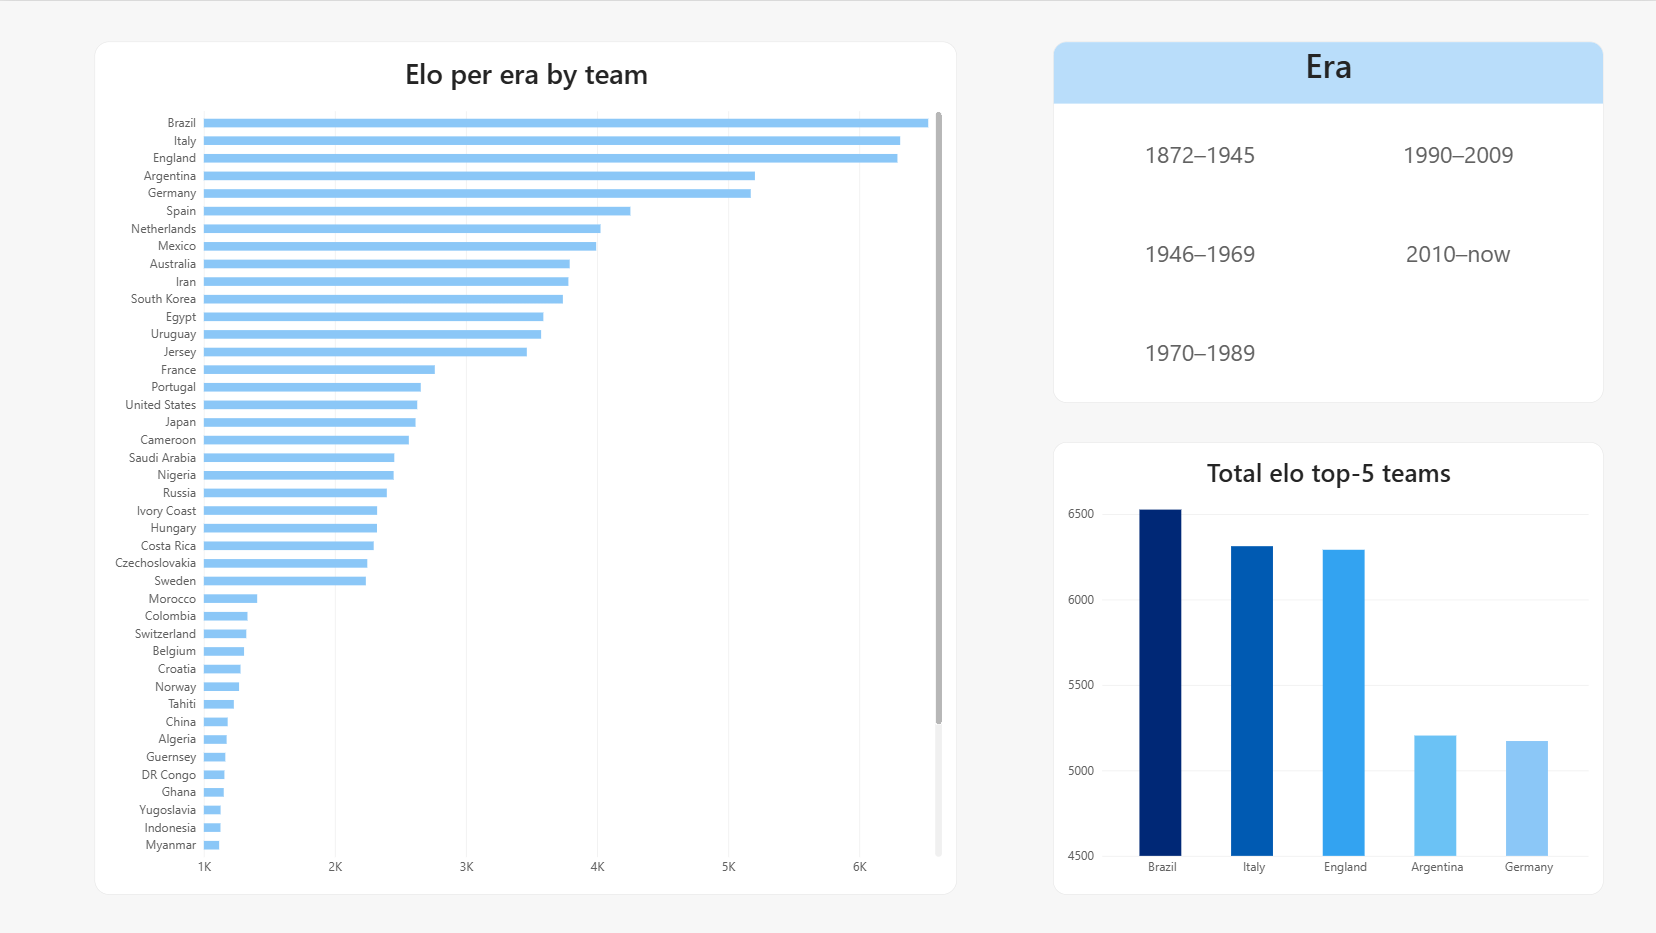 Elo per era by team
Brazil
Italy
England
Argentina
Germany
Spain
Netherlands
Mexico
Australia
Iran
South Korea
Egypt
Uruguay
Jersey
France
Portugal
United States
Japan
Cameroon
Saudi Arabia
Nigeria
Russia
Ivory Coast
Hungary
Costa Rica
Czechoslovakia
Sweden
Morocco
Colombia
Switzerland
Belgium
Croatia
Norway
Tahiti
China
Algeria
Guernsey
DR Congo
Ghana
Yugoslavia
Indonesia
Myanmar
1K 2K 3K 4K 5K 6K
Era
1872–1945 1990–2009
1946–1969 2010–now
1970–1989
Total elo top-5 teams
6500
6000
5500
5000
4500
Brazil Italy England Argentina Germany